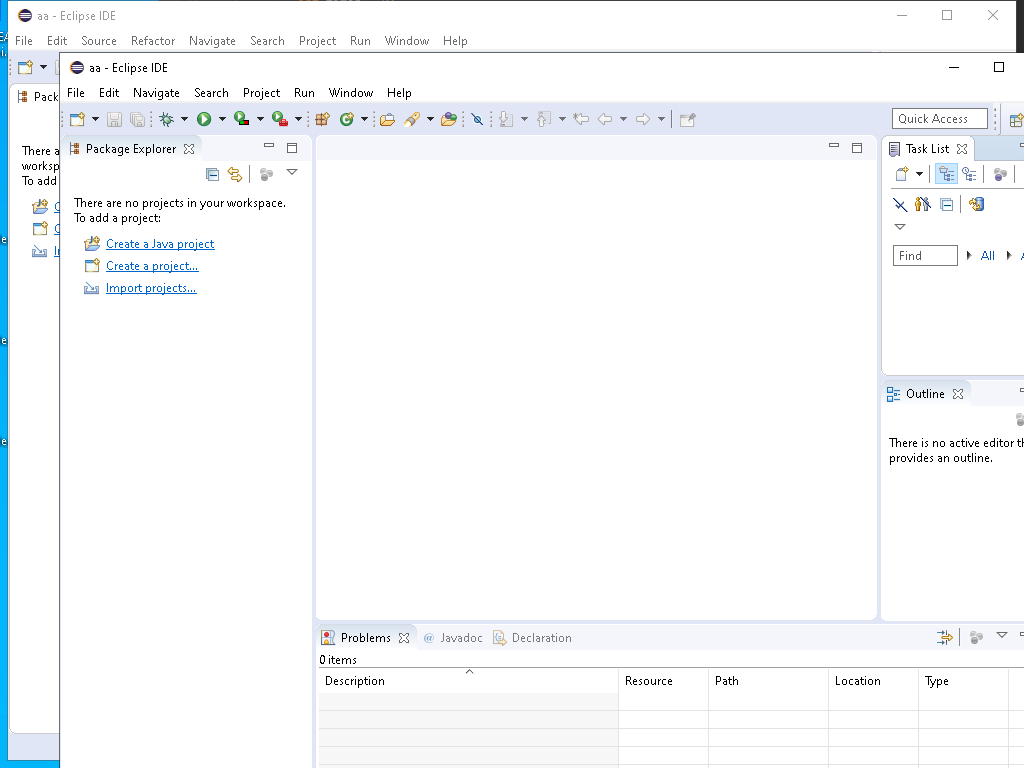 aa - Eclipse IDE
File Edit Source Refactor Navigate Search Project Run Window Help
Pack
There a
worksp
To add
aa - Eclipse IDE
File Edit Navigate Search Project Run Window Help
Quick Access
Package Explorer
There are no projects in your workspace.
To add a project:
Create a Java project
Create a project...
Import projects...
Task List
Find All
Outline
There is no active editor th
provides an outline.
Problems Javadoc Declaration
0 items
Description Resource Path Location Type